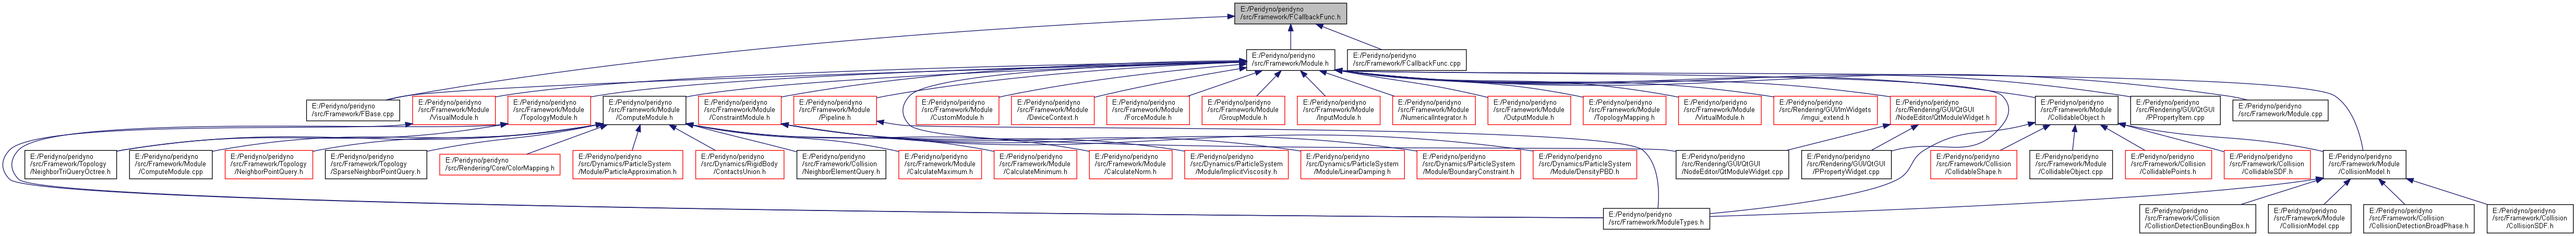 E:/Peridyno/peridyno
/src/Framework/FCallbackFunc.h
E:/Peridyno/peridyno
/src/Framework/Module.h
E:/Peridyno/peridyno
/src/Framework/FCallbackFunc.cpp
E:/Peridyno/peridyno
/src/Framework/FBase.cpp
E:/Peridyno/peridyno
/src/Framework/Module
/VisualModule.h
E:/Peridyno/peridyno
/src/Framework/Module
/TopologyModule.h
E:/Peridyno/peridyno
/src/Framework/Module
/ComputeModule.h
E:/Peridyno/peridyno
/src/Framework/Module
/ConstraintModule.h
E:/Peridyno/peridyno
/src/Framework/Module
/Pipeline.h
E:/Peridyno/peridyno
/src/Framework/Module
/CustomModule.h
E:/Peridyno/peridyno
/src/Framework/Module
/DeviceContext.h
E:/Peridyno/peridyno
/src/Framework/Module
/ForceModule.h
E:/Peridyno/peridyno
/src/Framework/Module
/GroupModule.h
E:/Peridyno/peridyno
/src/Framework/Module
/InputModule.h
E:/Peridyno/peridyno
/src/Framework/Module
/NumericalIntegrator.h
E:/Peridyno/peridyno
/src/Framework/Module
/OutputModule.h
E:/Peridyno/peridyno
/src/Framework/Module
/TopologyMapping.h
E:/Peridyno/peridyno
/src/Framework/Module
/VirtualModule.h
E:/Peridyno/peridyno
/src/Rendering/GUI/ImWidgets
/imgui_extend.h
E:/Peridyno/peridyno
/src/Rendering/GUI/QtGUI
/NodeEditor/QtModuleWidget.h
E:/Peridyno/peridyno
/src/Framework/Module
/CollidableObject.h
E:/Peridyno/peridyno
/src/Rendering/GUI/QtGUI
/PPropertyItem.cpp
E:/Peridyno/peridyno
/src/Framework/Module.cpp
E:/Peridyno/peridyno
/src/Framework/Topology
/NeighborTriQueryOctree.h
E:/Peridyno/peridyno
/src/Framework/Module
/ComputeModule.cpp
E:/Peridyno/peridyno
/src/Framework/Topology
/NeighborPointQuery.h
E:/Peridyno/peridyno
/src/Framework/Topology
/SparseNeighborPointQuery.h
E:/Peridyno/peridyno
/src/Rendering/Core/ColorMapping.h
E:/Peridyno/peridyno
/src/Dynamics/ParticleSystem
/Module/ParticleApproximation.h
E:/Peridyno/peridyno
/src/Dynamics/RigidBody
/ContactsUnion.h
E:/Peridyno/peridyno
/src/Framework/Collision
/NeighborElementQuery.h
E:/Peridyno/peridyno
/src/Framework/Module
/CalculateMaximum.h
E:/Peridyno/peridyno
/src/Framework/Module
/CalculateMinimum.h
E:/Peridyno/peridyno
/src/Framework/Module
/CalculateNorm.h
E:/Peridyno/peridyno
/src/Dynamics/ParticleSystem
/Module/ImplicitViscosity.h
E:/Peridyno/peridyno
/src/Dynamics/ParticleSystem
/Module/LinearDamping.h
E:/Peridyno/peridyno
/src/Dynamics/ParticleSystem
/Module/BoundaryConstraint.h
E:/Peridyno/peridyno
/src/Dynamics/ParticleSystem
/Module/DensityPBD.h
E:/Peridyno/peridyno
/src/Rendering/GUI/QtGUI
/NodeEditor/QtModuleWidget.cpp
E:/Peridyno/peridyno
/src/Rendering/GUI/QtGUI
/PPropertyWidget.cpp
E:/Peridyno/peridyno
/src/Framework/Collision
/CollidableShape.h
E:/Peridyno/peridyno
/src/Framework/Module
/CollidableObject.cpp
E:/Peridyno/peridyno
/src/Framework/Collision
/CollidablePoints.h
E:/Peridyno/peridyno
/src/Framework/Collision
/CollidableSDF.h
E:/Peridyno/peridyno
/src/Framework/Module
/CollisionModel.h
E:/Peridyno/peridyno
/src/Framework/ModuleTypes.h
E:/Peridyno/peridyno
/src/Framework/Collision
/CollistionDetectionBoundingBox.h
E:/Peridyno/peridyno
/src/Framework/Module
/CollisionModel.cpp
E:/Peridyno/peridyno
/src/Framework/Collision
/CollisionDetectionBroadPhase.h
E:/Peridyno/peridyno
/src/Framework/Collision
/CollisionSDF.h